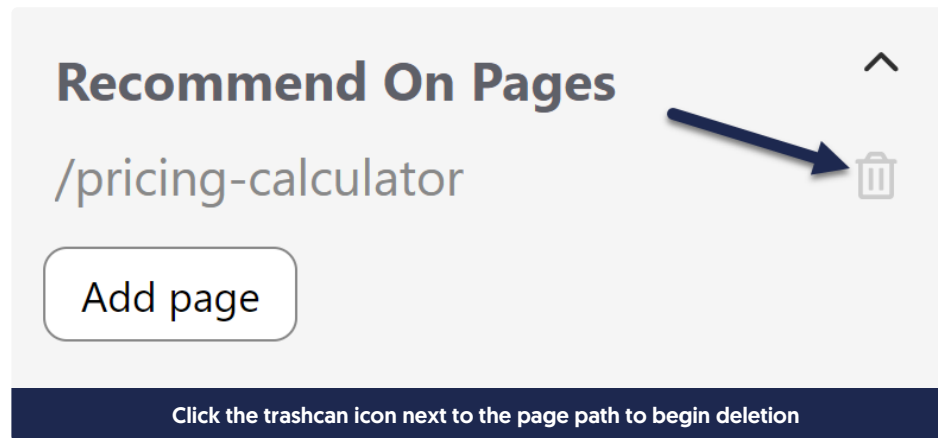 Recommend On Pages
/pricing-calculator
Add page
Click the trashcan icon next to the page path to begin deletion